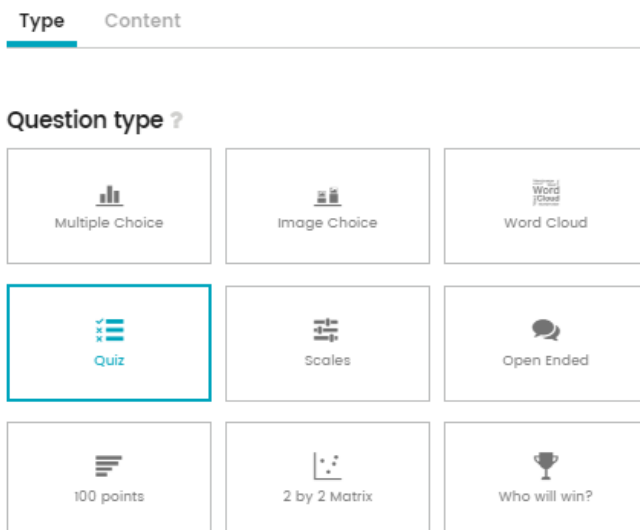 Type Content
Question type ?
Multiple Choice Image Choice Word Cloud
Word
Cloud
Quiz Scales Open Ended
100 points 2 by 2 Matrix Who will win?